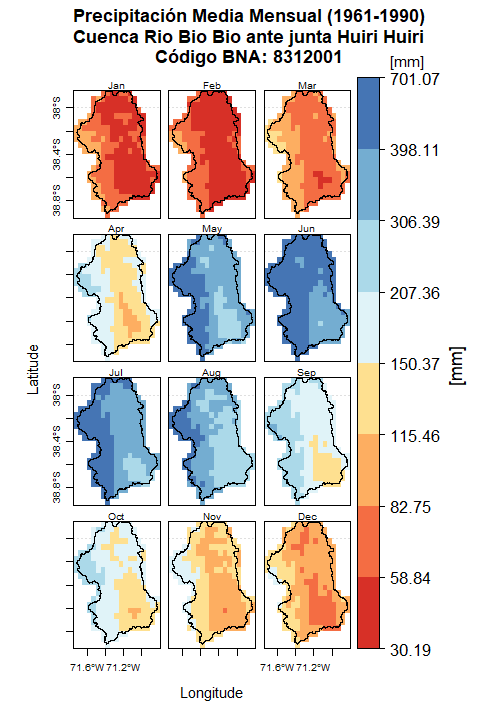 Precipitación Media Mensual (1961-1990)
Cuenca Rio Bio Bio ante junta Huiri Huiri
Código BNA: 8312001
[mm]
Jan Feb Mar
38°S
38.4°S
38.8°S
Apr May Jun
Jul Aug Sep
38°S
38.4°S
38.8°S
Oct Nov Dec
71.6°W 71.2°W 71.6°W 71.2°W
Latitude
Longitude
701.07
398.11
306.39
207.36
150.37
115.46
82.75
58.84
30.19
[mm]